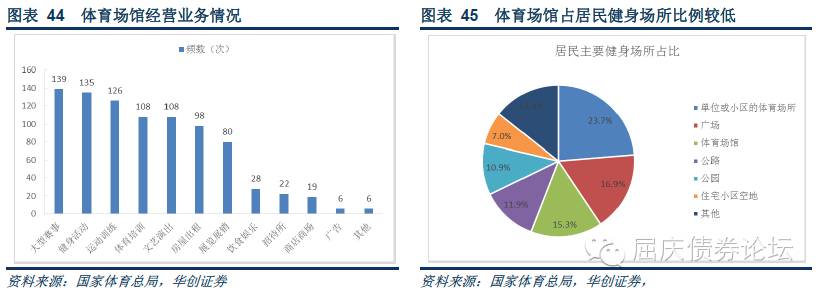 图表 44 体育场馆经营业务情况
频数（次）
160
140
120
100
80
60
40
20
0
139
135
126
108
108
98
80
28
22
19
6
6
大型赛事
健身活动
运动训练
体育培训
文艺演出
房屋出租
展览展销
饮食娱乐
招待所
商店商场
广告
其他
资料来源：国家体育总局，华创证券
图表 45 体育场馆占居民健身场所比例较低
居民主要健身场所占比
23.7%
16.9%
15.3%
11.9%
10.9%
7.0%
单位或小区的体育场所
广场
体育场馆
公路
公园
住宅小区空地
其他
屈庆债券论坛
资料来源：国家体育总局，华创证券，